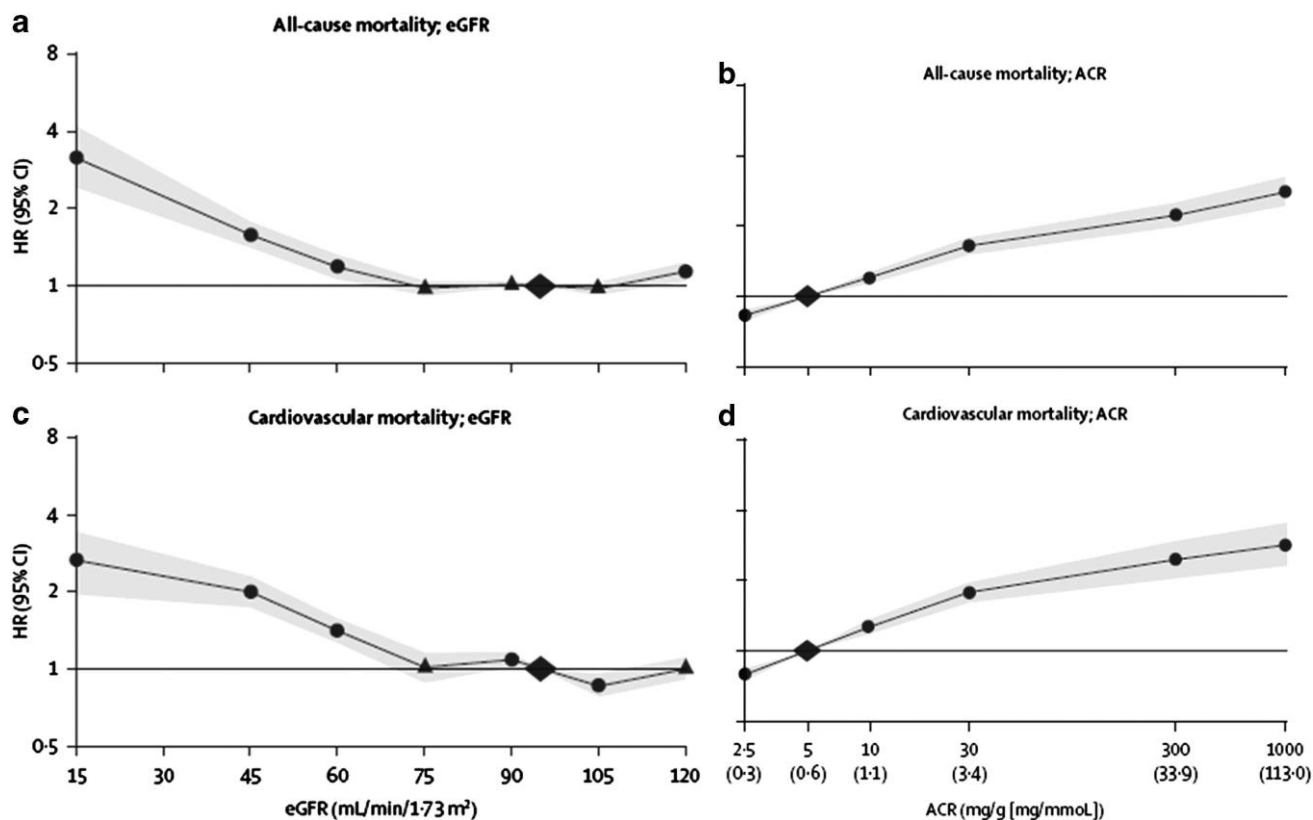 a
All-cause mortality; eGFR
8
4
2
1
0·5
HR (95% CI)
b
All-cause mortality; ACR
c
Cardiovascular mortality; eGFR
8
4
2
1
0·5
HR (95% CI)
15 30 45 60 75 90 105 120
eGFR (mL/min/1·73 m²)
d
Cardiovascular mortality; ACR
2·5 5 10 30 300 1000
(0·3) (0·6) (1·1) (3·4) (33·9) (113·0)
ACR (mg/g [mg/mmoL])